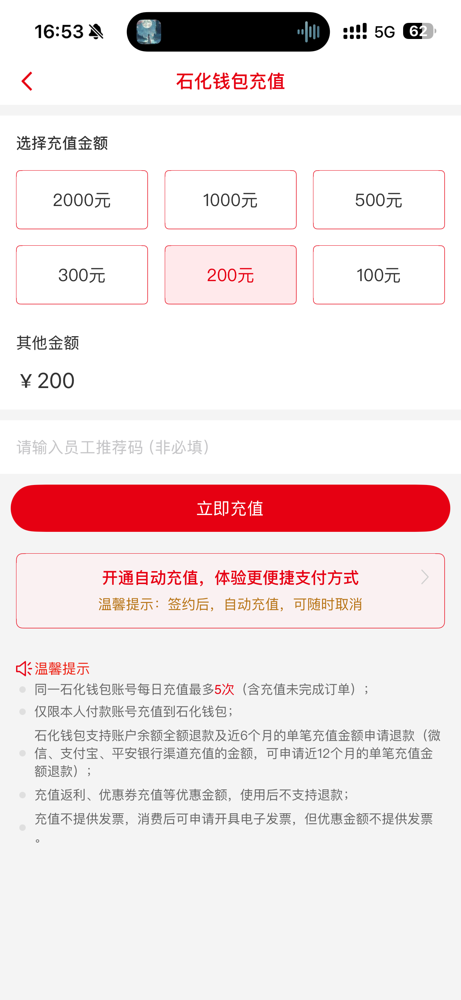 16:53
5G
62
石化钱包充值
选择充值金额
2000元
1000元
500元
300元
200元
100元
其他金额
¥ 200
请输入员工推荐码 (非必填)
立即充值
开通自动充值，体验更便捷支付方式
温馨提示：签约后，自动充值，可随时取消
温馨提示
同一石化钱包账号每日充值最多5次（含充值未完成订单）；
仅限本人付款账号充值到石化钱包；
石化钱包支持账户余额全额退款及近6个月的单笔充值金额申请退款（微
信、支付宝、平安银行渠道充值的金额，可申请近12个月的单笔充值金
额退款）；
充值返利、优惠券充值等优惠金额，使用后不支持退款；
充值不提供发票，消费后可申请开具电子发票，但优惠金额不提供发票
。